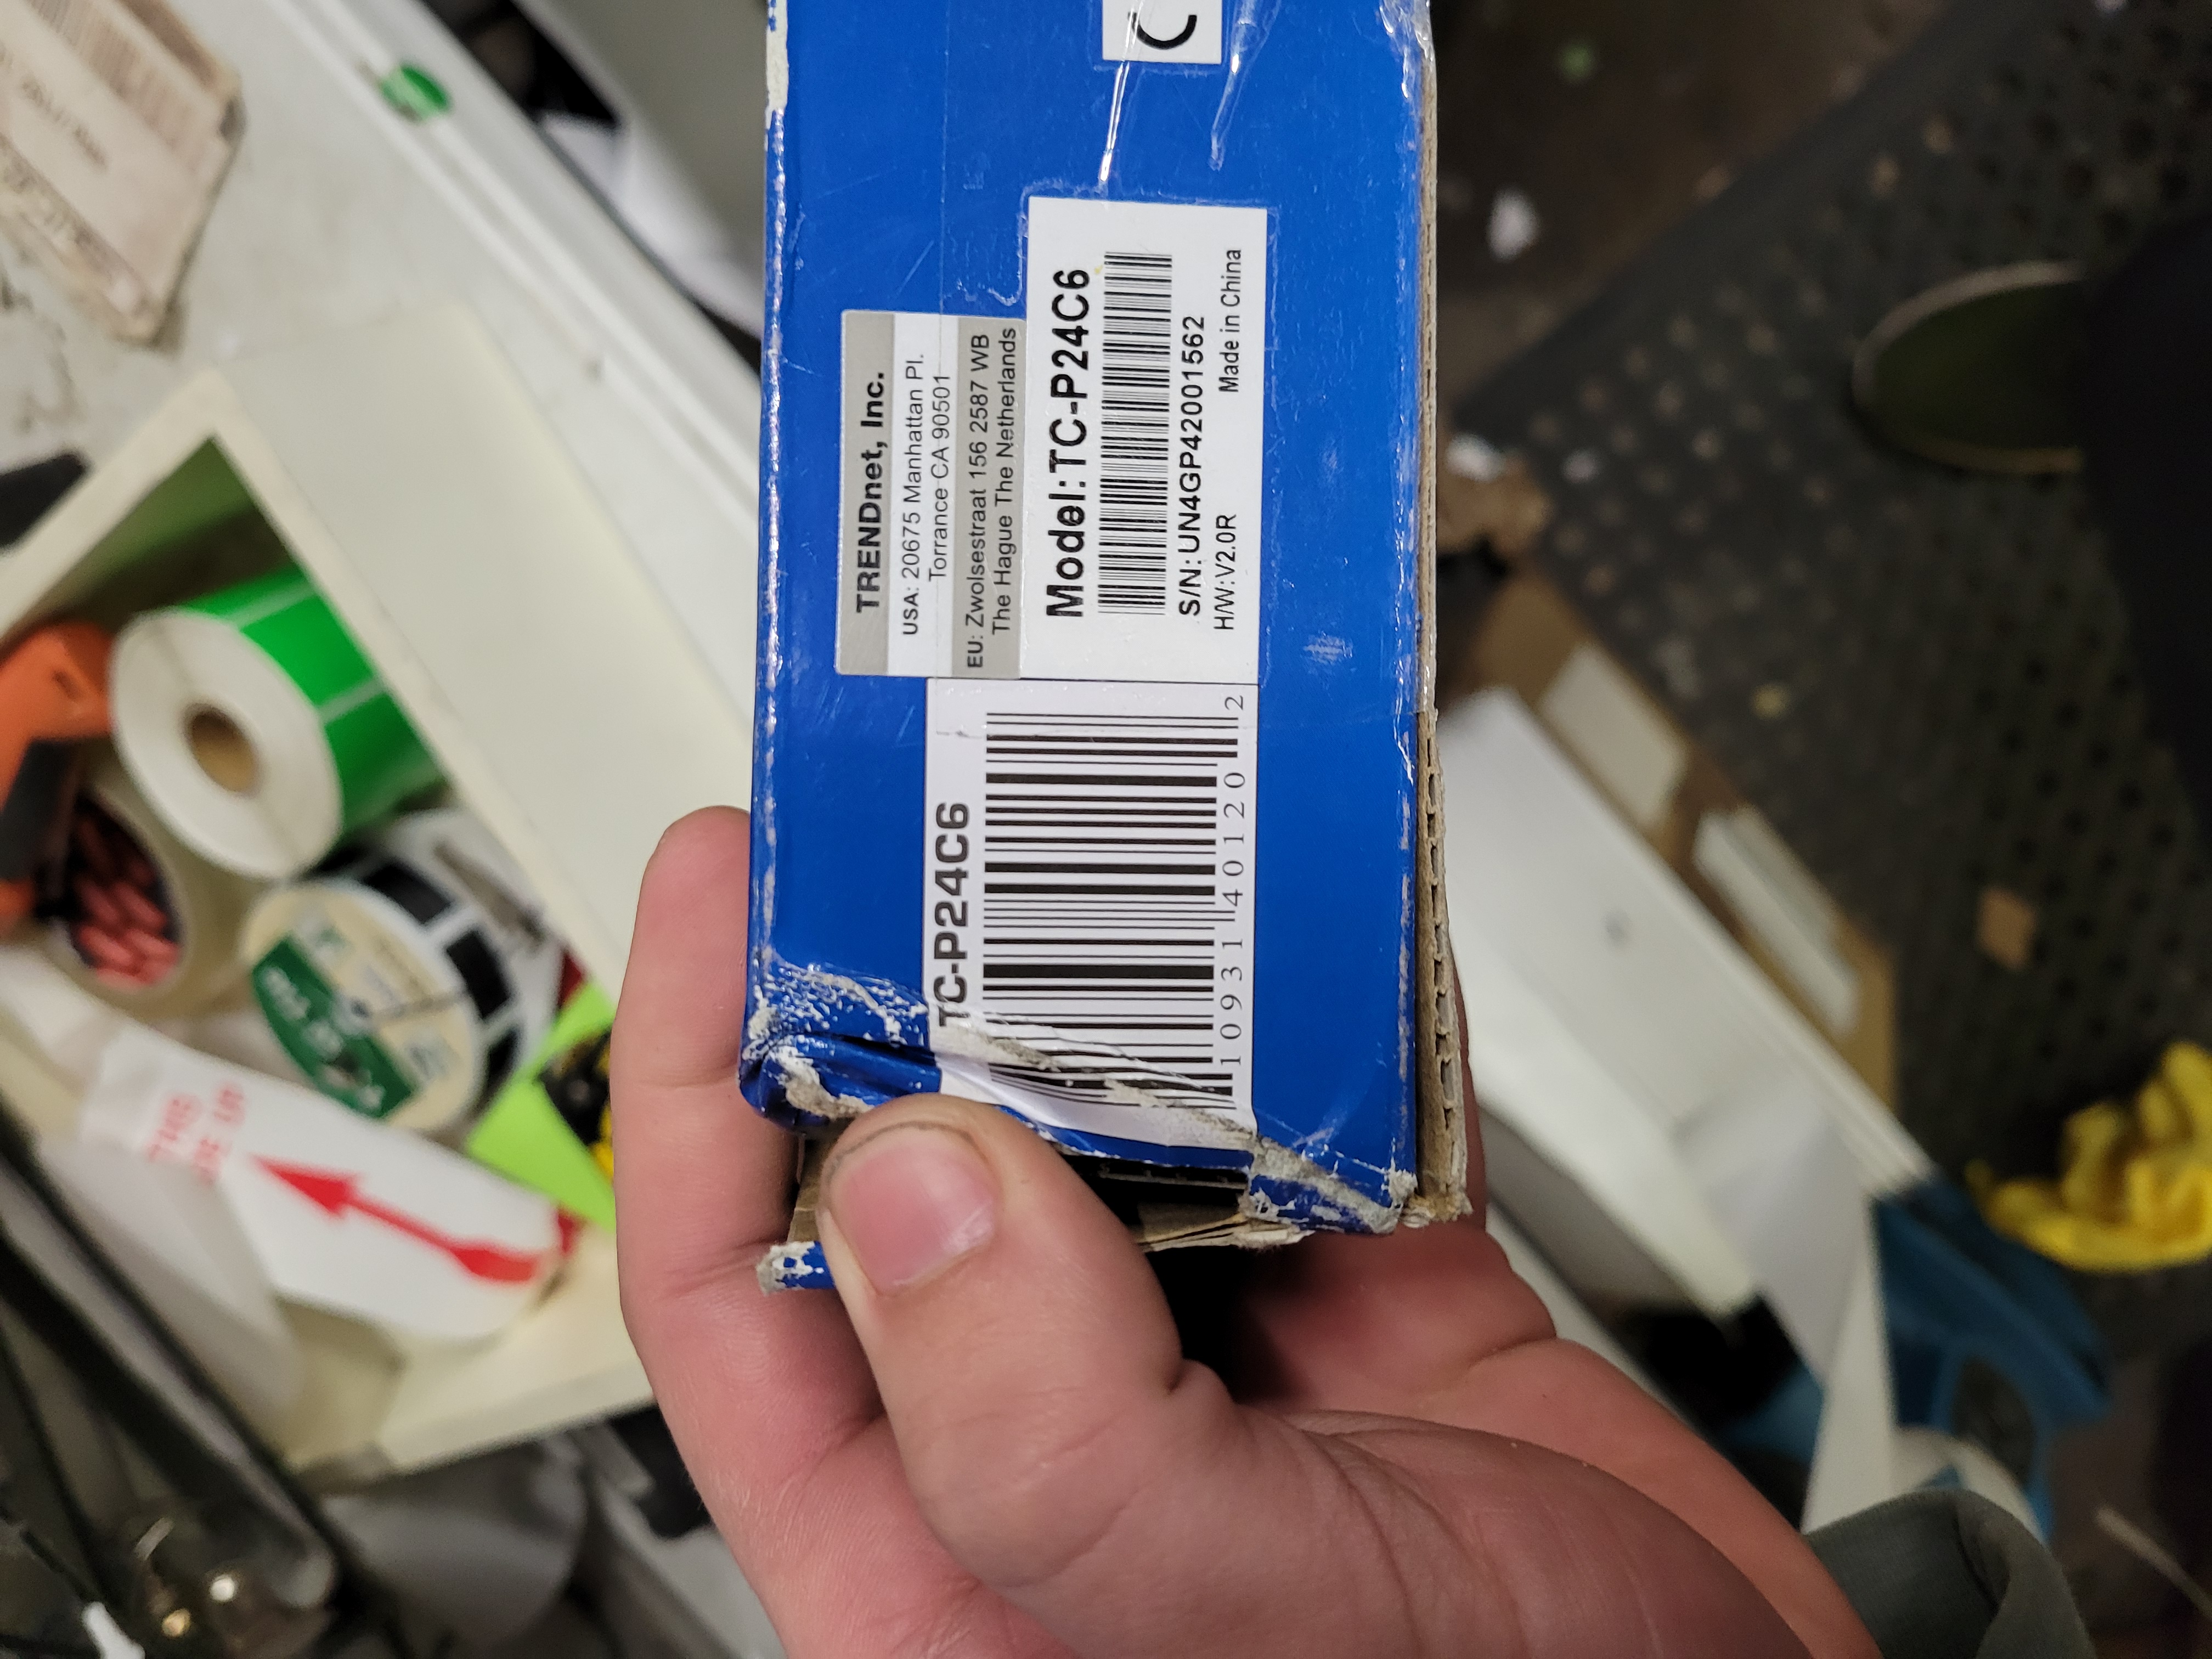 TRENDnet, Inc.
USA: 20675 Manhattan Pl.
Torrance CA 90501
EU: Zwolsestraat 156 2587 WB
The Hague The Netherlands
Model:TC-P24C6
S/N:UN4GP42001562
H/W:V2.0R Made in China
TC-P24C6
10931 40120 2